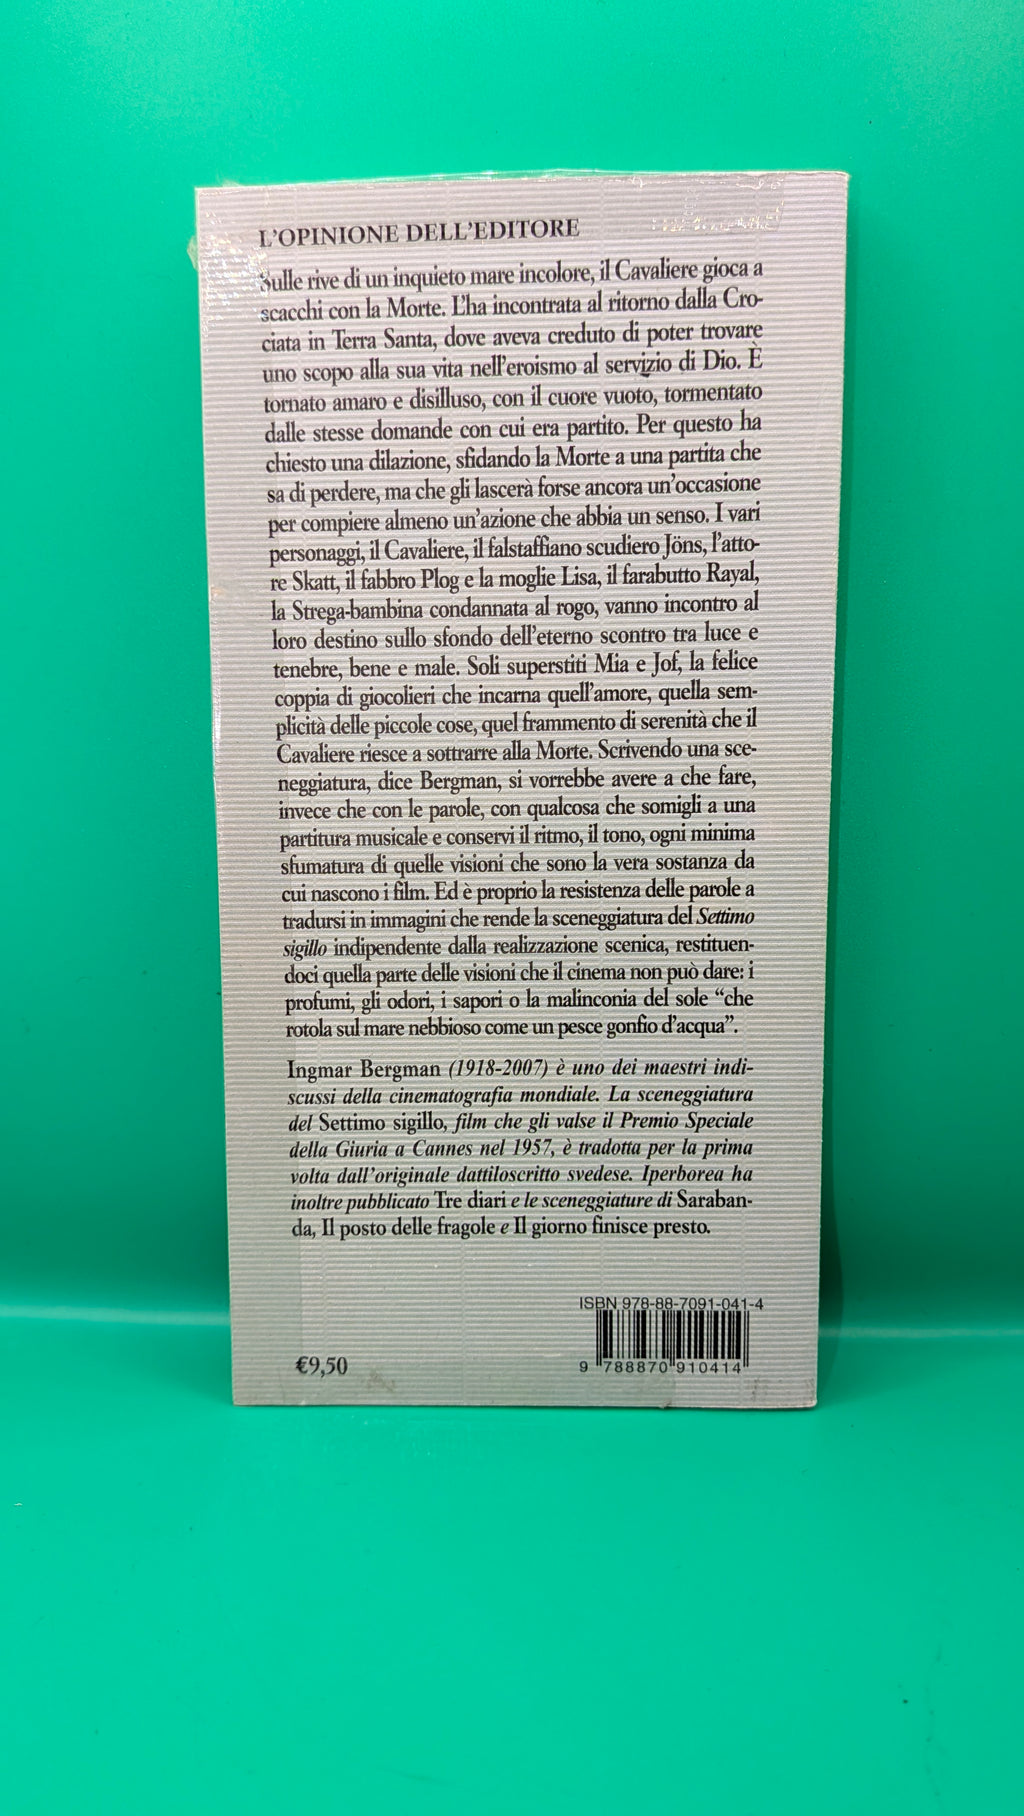 L'OPINIONE DELL'EDITORE
Sulle rive di un inquieto mare incolore, il Cavaliere gioca a
scacchi con la Morte. L'ha incontrata al ritorno dalla Cro-
ciata in Terra Santa, dove aveva creduto di poter trovare
uno scopo alla sua vita nell'eroismo al servizio di Dio. È
tornato amaro e disilluso, con il cuore vuoto, tormentato
dalle stesse domande con cui era partito. Per questo ha
chiesto una dilazione, sfidando la Morte a una partita che
sa di perdere, ma che gli lascerà forse ancora un'occasione
per compiere almeno un'azione che abbia un senso. I vari
personaggi, il Cavaliere, il falstaffiano scudiero Jöns, l'atto-
re Skatt, il fabbro Plog e la moglie Lisa, il farabutto Rayal,
la Strega-bambina condannata al rogo, vanno incontro al
loro destino sullo sfondo dell'eterno scontro tra luce e
tenebre, bene e male. Soli superstiti Mia e Jof, la felice
coppia di giocolieri che incarna quell'amore, quella sem-
plicità delle piccole cose, quel frammento di serenità che il
Cavaliere riesce a sottrarre alla Morte. Scrivendo una sce-
neggiatura, dice Bergman, si vorrebbe avere a che fare,
invece che con le parole, con qualcosa che somigli a una
partitura musicale e conservi il ritmo, il tono, ogni minima
sfumatura di quelle visioni che sono la vera sostanza da
cui nascono i film. Ed è proprio la resistenza delle parole a
tradursi in immagini che rende la sceneggiatura del Settimo
sigillo indipendente dalla realizzazione scenica, restituen-
doci quella parte delle visioni che il cinema non può dare: i
profumi, gli odori, i sapori o la malinconia del sole “che
rotola sul mare nebbioso come un pesce gonfio d'acqua”.
Ingmar Bergman (1918-2007) è uno dei maestri indi-
scussi della cinematografia mondiale. La sceneggiatura
del Settimo sigillo, film che gli valse il Premio Speciale
della Giuria a Cannes nel 1957, è tradotta per la prima
volta dall'originale dattiloscritto svedese. Iperborea ha
inoltre pubblicato Tre diari e le sceneggiature di Saraban-
da, Il posto delle fragole e Il giorno finisce presto.
ISBN 978-88-7091-041-4
€9,50
9 788870 910414